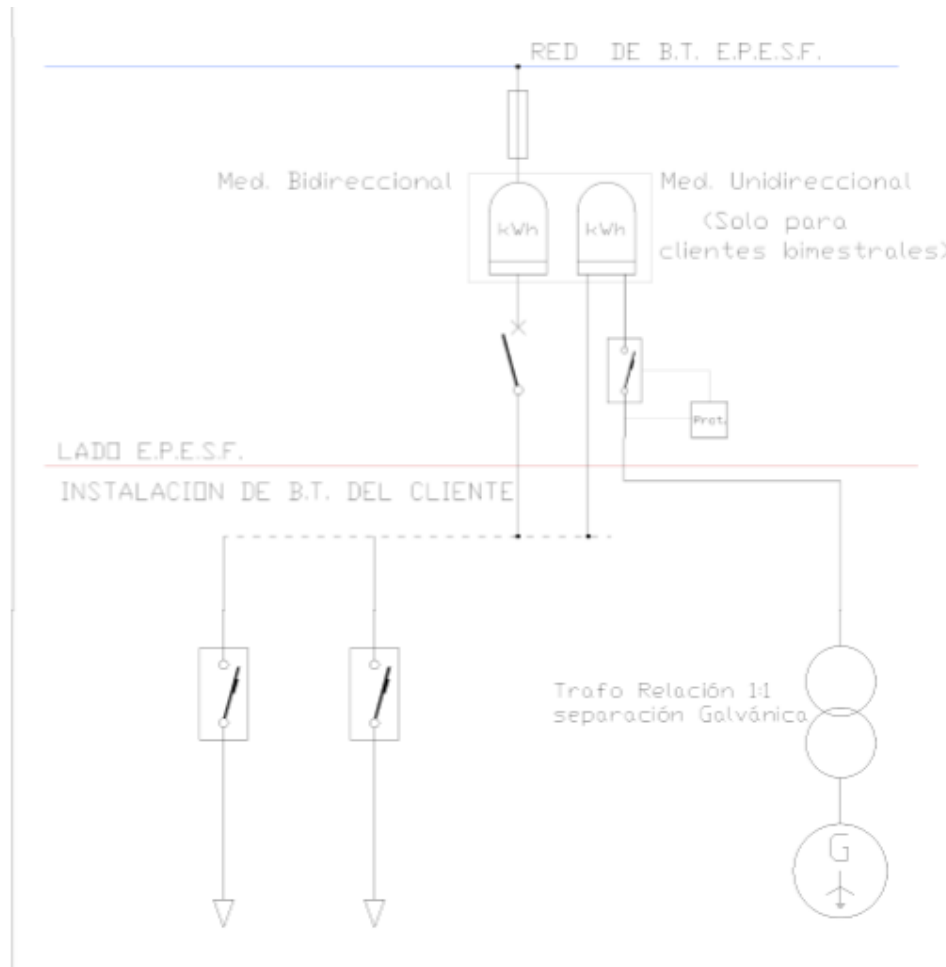 RED DE B.T. E.P.E.S.F.
Med. Bidireccional
Med. Unidireccional
(Solo para
clientes bimestrales)
kWh
kWh
Prot.
LADO E.P.E.S.F.
INSTALACION DE B.T. DEL CLIENTE
Trafo Relación 1:1
separación Galvánica
G